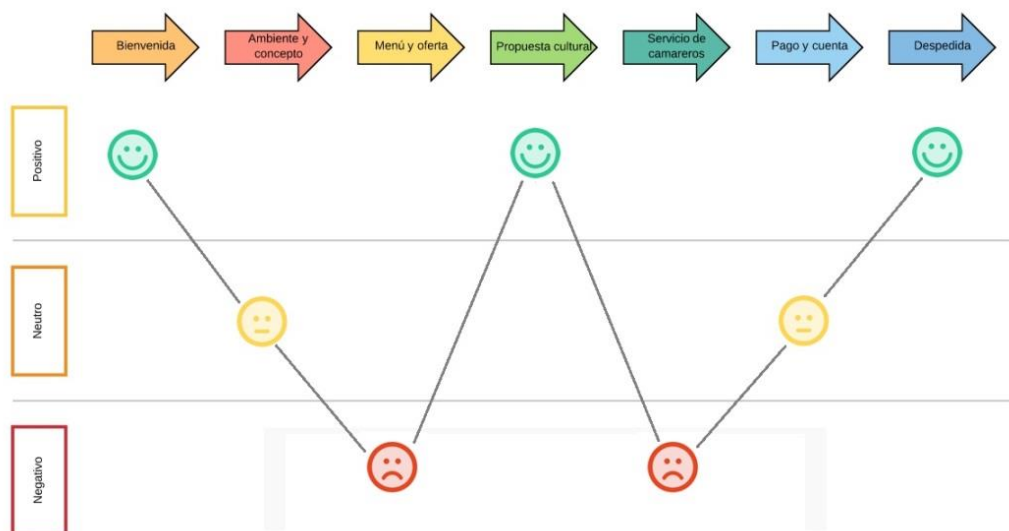 Bienvenida
Ambiente y
concepto
Menú y oferta
Propuesta cultural
Servicio de
camareros
Pago y cuenta
Despedida
Positivo
Neutro
Negativo